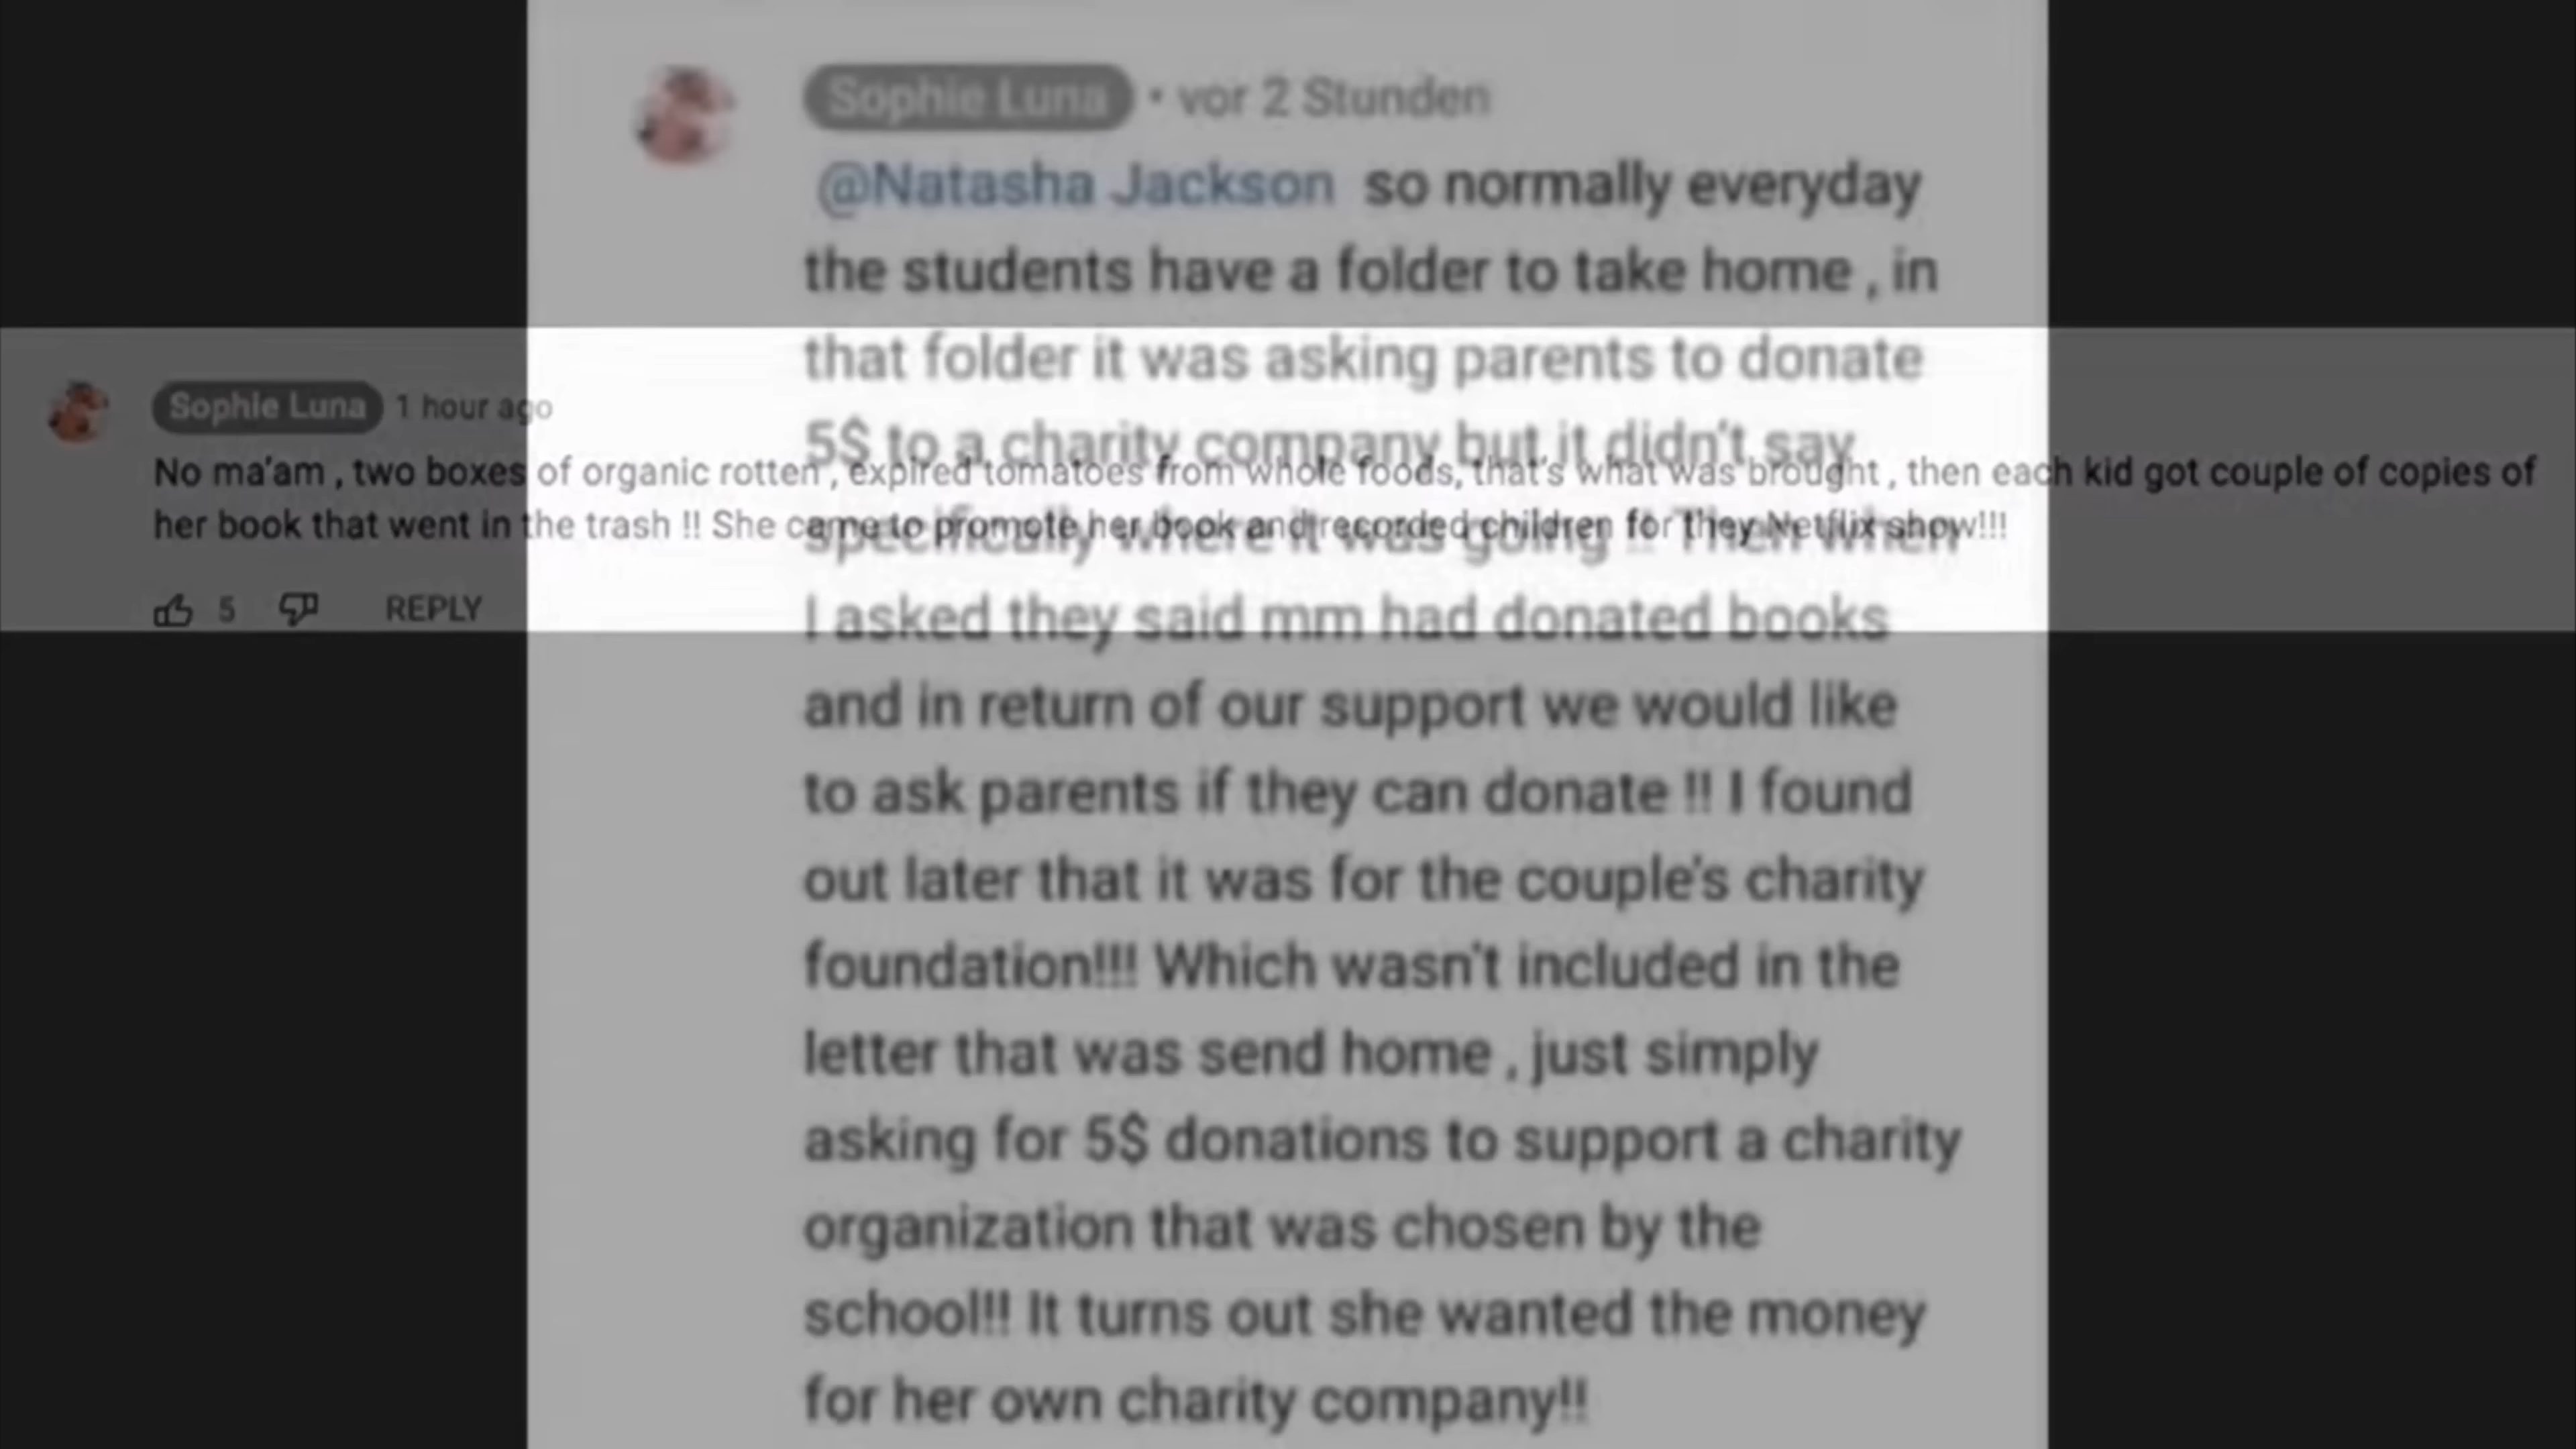 Sophie Luna • vor 2 Stunden
@Natasha Jackson so normally everyday
the students have a folder to take home , in
that folder it was asking parents to donate
5$ to a charity company but it didn't say
specifically where it was going !! Then when
I asked they said mm had donated books
and in return of our support we would like
to ask parents if they can donate !! I found
out later that it was for the couple's charity
foundation!!! Which wasn't included in the
letter that was send home , just simply
asking for 5$ donations to support a charity
organization that was chosen by the
school!! It turns out she wanted the money
for her own charity company!!
Sophie Luna 1 hour ago
No ma'am , two boxes of organic rotten , expired tomatoes from whole foods, that's what was brought , then each kid got couple of copies of
her book that went in the trash !! She came to promote her book and recorded children for they Netflix show!!!
5 REPLY